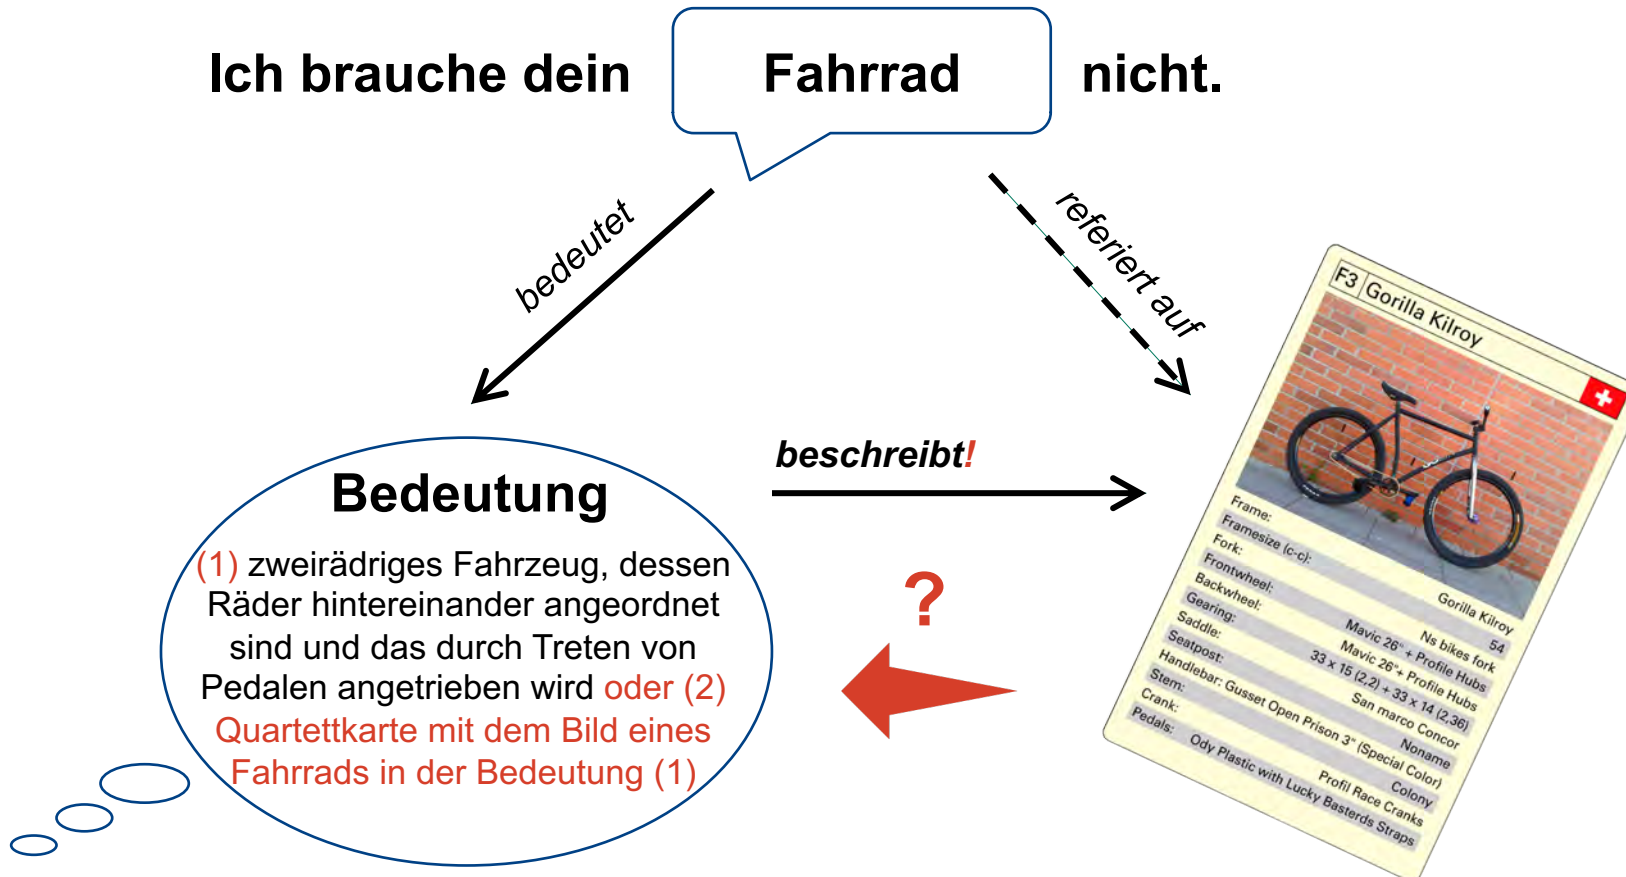 Ich brauche dein Fahrrad nicht.
bedeutet
referiert auf
beschreibt!
Bedeutung
(1) zweirädriges Fahrzeug, dessen
Räder hintereinander angeordnet
sind und das durch Treten von
Pedalen angetrieben wird oder (2)
Quartettkarte mit dem Bild eines
Fahrrads in der Bedeutung (1)
?
F3 Gorilla Kilroy
Frame: Gorilla Kilroy
Framesize (c-c): 54
Fork: Ns bikes fork
Frontwheel: Mavic 26" + Profile Hubs
Backwheel: Mavic 26"+ Profile Hubs
Gearing: 33 x 15 (2,2) + 33 x 14 (2,36)
Saddle: San marco Concor
Seatpost: Noname
Handlebar: Gusset Open Prison 3" (Special Color)
Stem: Colony
Crank: Profil Race Cranks
Pedals: Ody Plastic with Lucky Basterds Straps